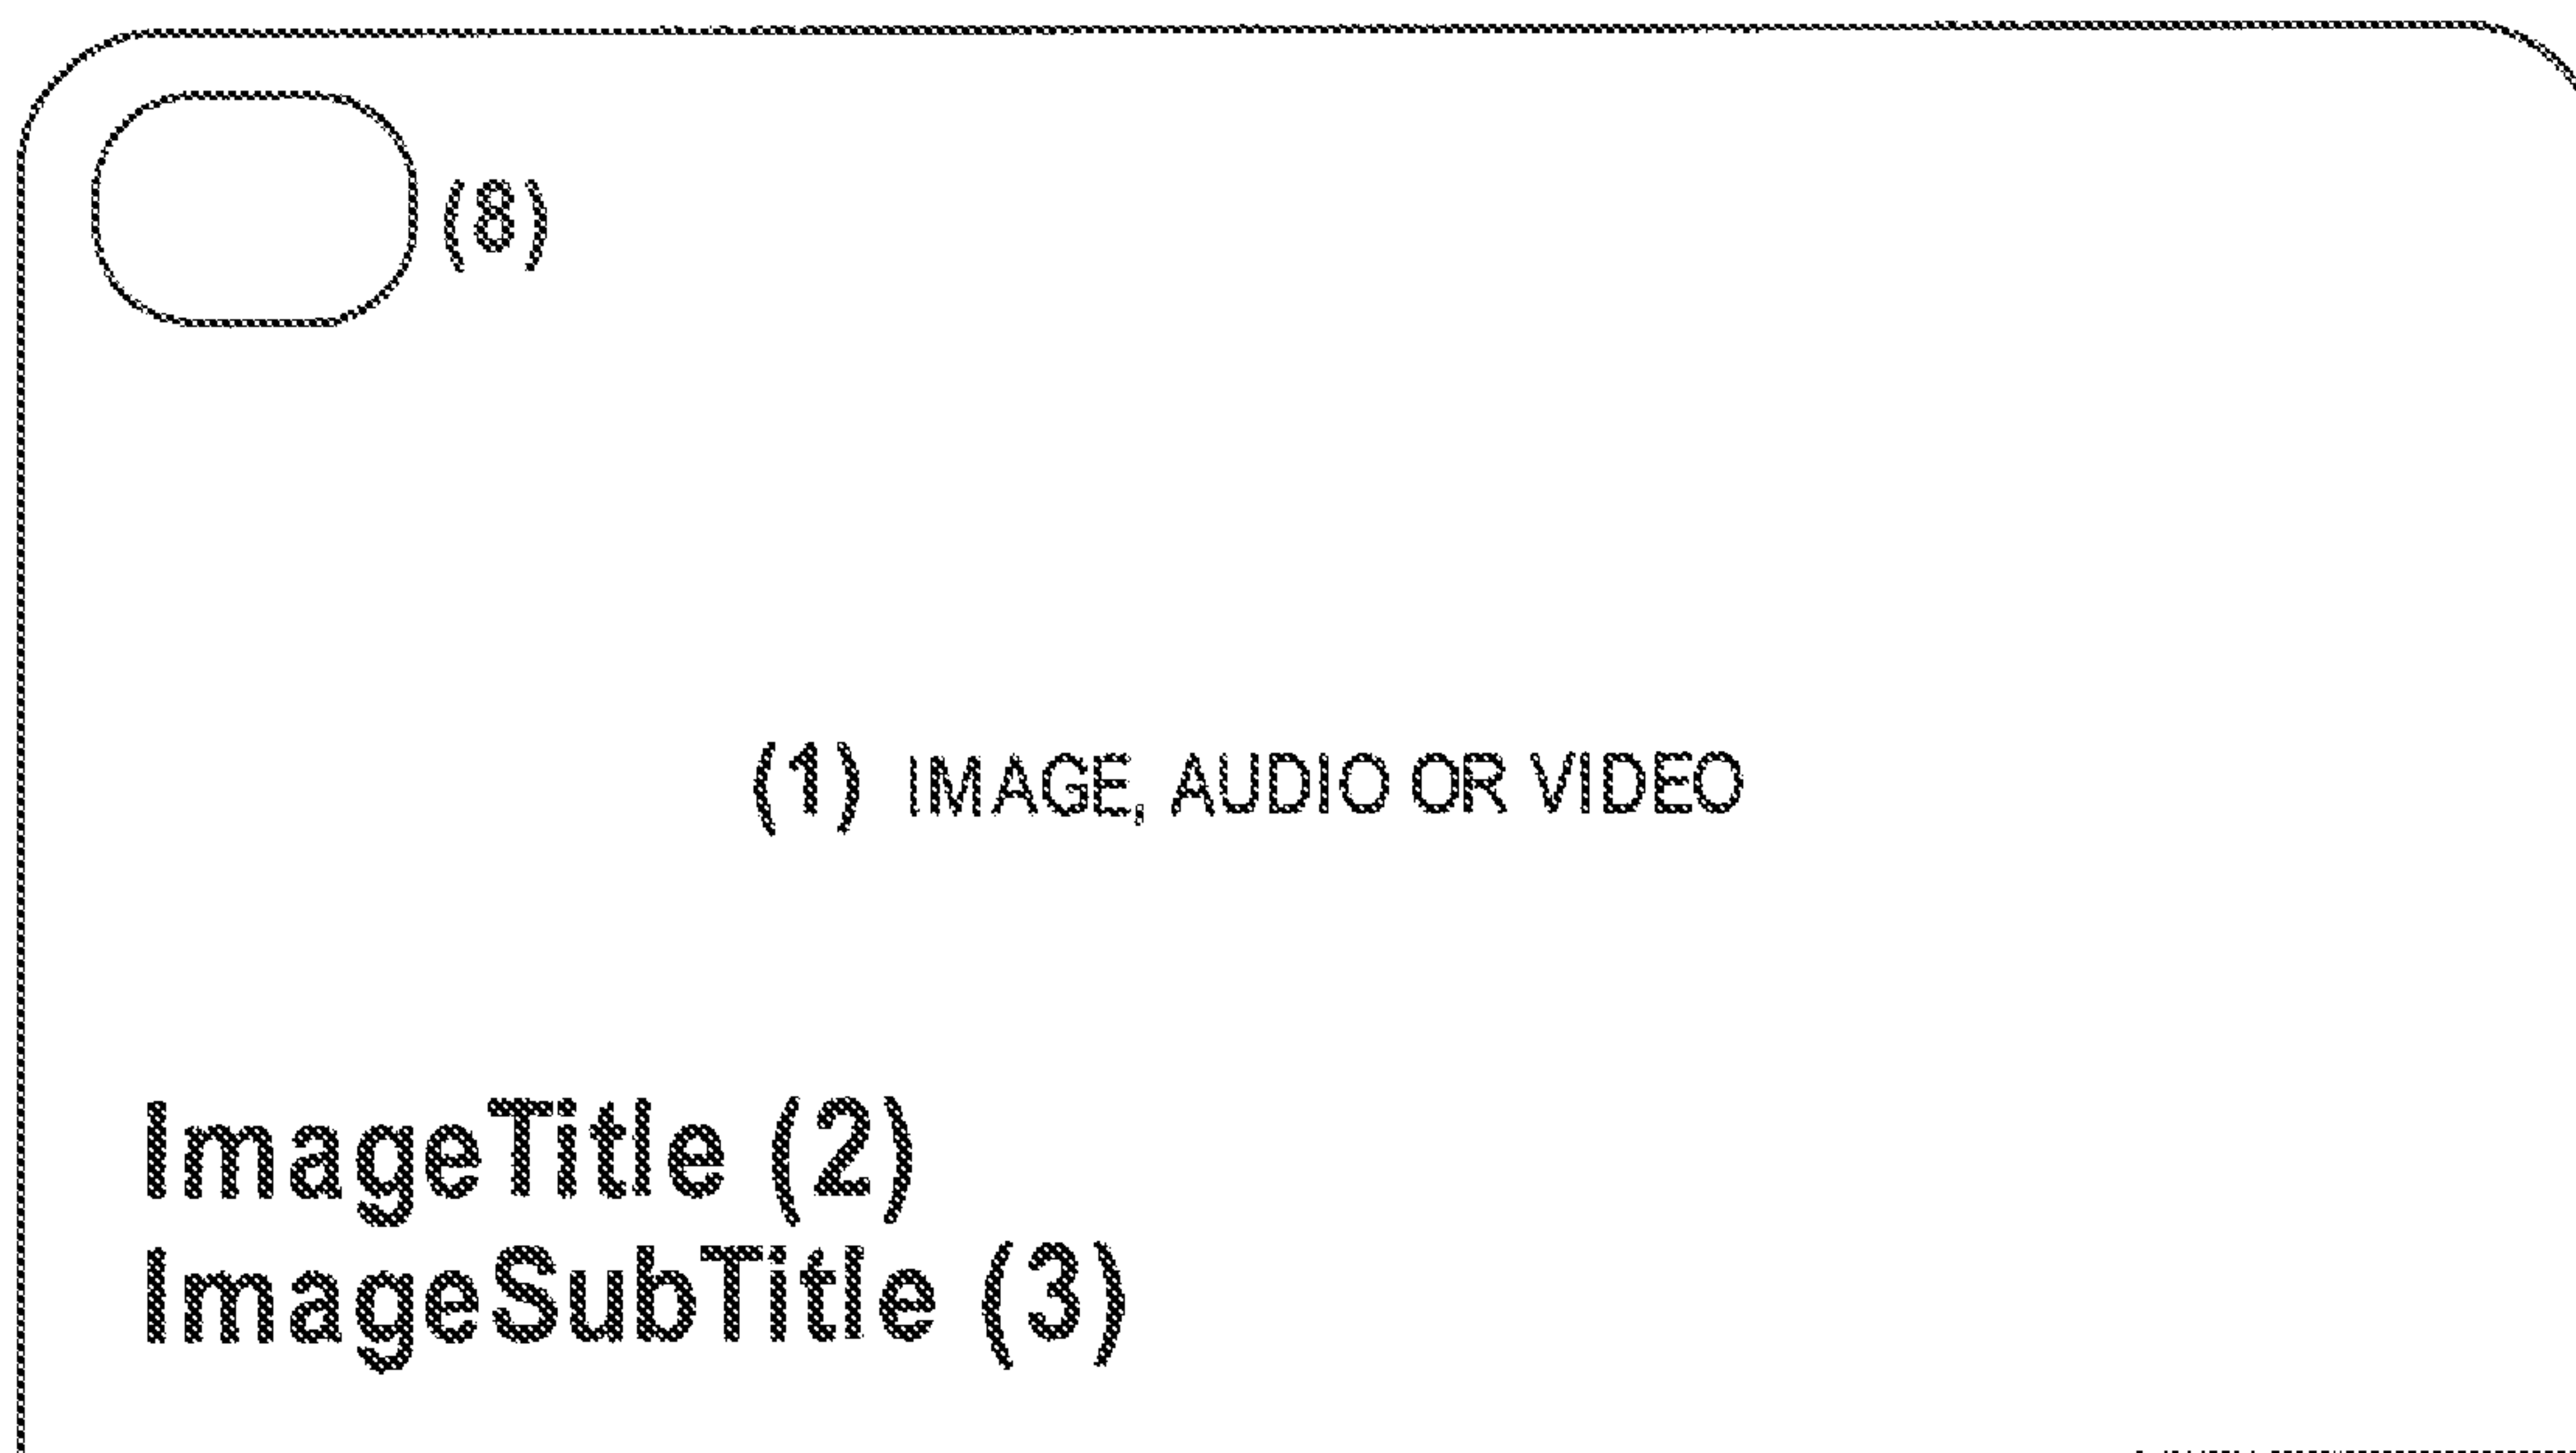 (8)
(1) IMAGE, AUDIO OR VIDEO
ImageTitle (2)
ImageSubTitle (3)